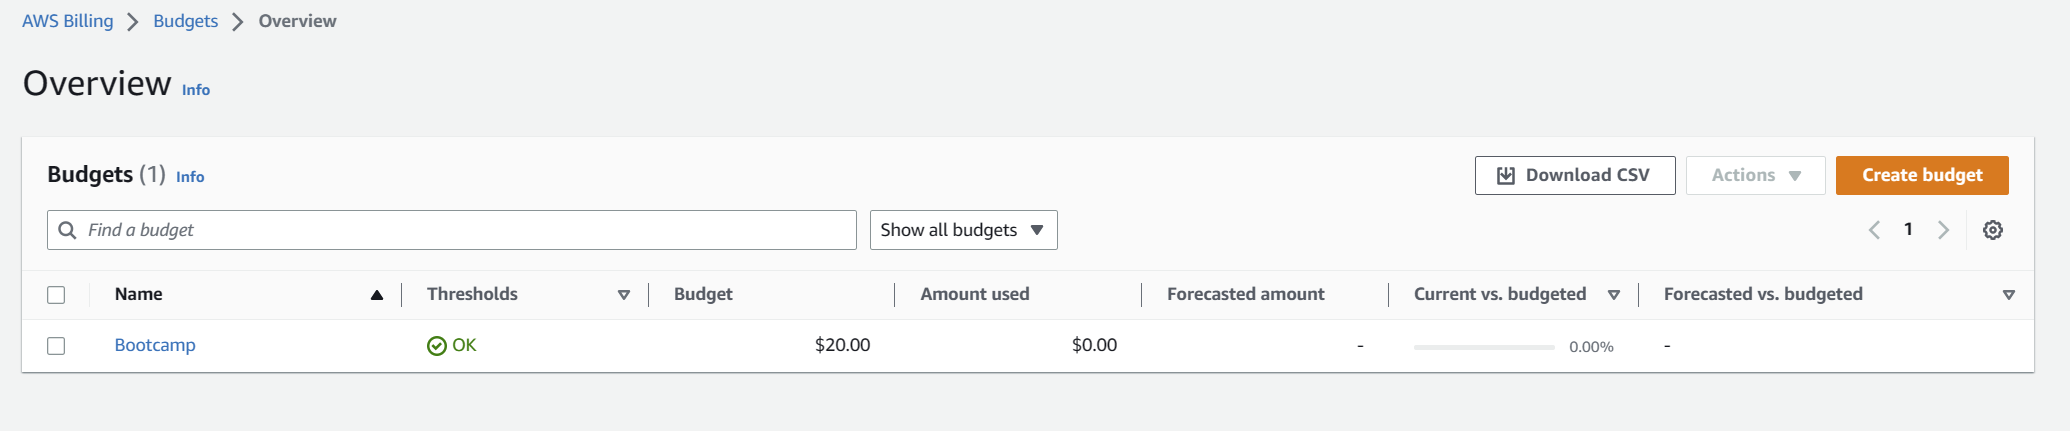 AWS Billing > Budgets > Overview
Overview Info
Budgets (1) Info
Download CSV
Actions
Create budget
Find a budget
Show all budgets
1
Name Thresholds Budget Amount used Forecasted amount Current vs. budgeted Forecasted vs. budgeted
Bootcamp OK $20.00 $0.00 - 0.00% -